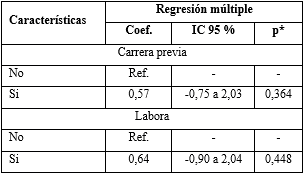 Características
Regresión múltiple
Coef. IC 95 % p*
Carrera previa
No Ref. - -
Si 0,57 -0,75 a 2,03 0,364
Labora
No Ref. - -
Si 0,64 -0,90 a 2,04 0,448